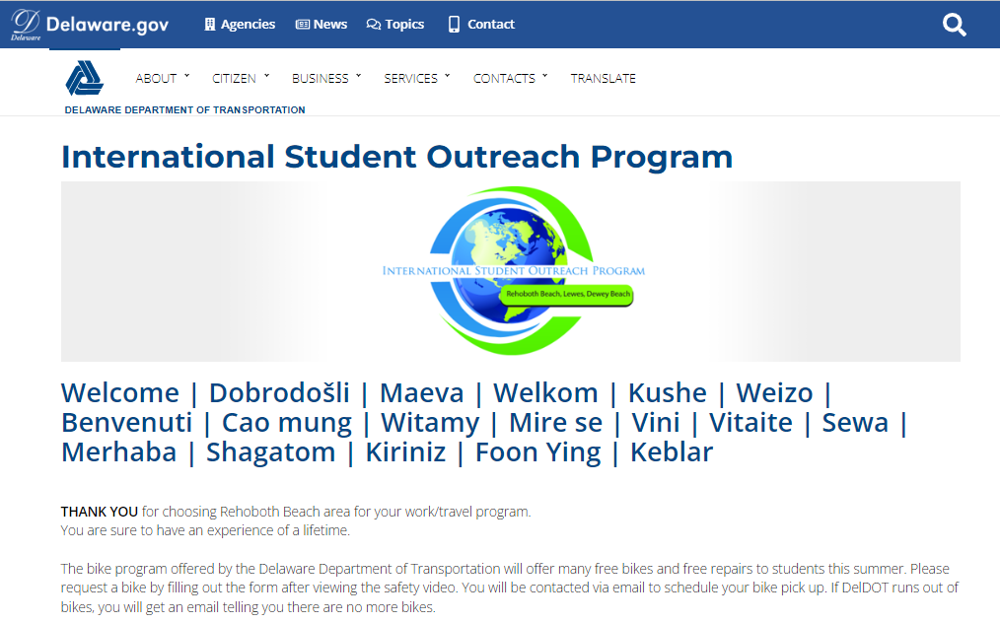 Delaware
Delaware.gov
Agencies
News
Topics
Contact
ABOUT
CITIZEN
BUSINESS
SERVICES
CONTACTS
TRANSLATE
DELAWARE DEPARTMENT OF TRANSPORTATION
International Student Outreach Program
International Student Outreach Program
Rehoboth Beach, Lewes, Dewey Beach
Welcome | Dobrodošli | Maeva | Welkom | Kushe | Weizo |
Benvenuti | Cao mung | Witamy | Mire se | Vini | Vitaite | Sewa |
Merhaba | Shagatom | Kiriniz | Foon Ying | Keblar
THANK YOU for choosing Rehoboth Beach area for your work/travel program.
You are sure to have an experience of a lifetime.
The bike program offered by the Delaware Department of Transportation will offer many free bikes and free repairs to students this summer. Please
request a bike by filling out the form after viewing the safety video. You will be contacted via email to schedule your bike pick up. If DelDOT runs out of
bikes, you will get an email telling you there are no more bikes.